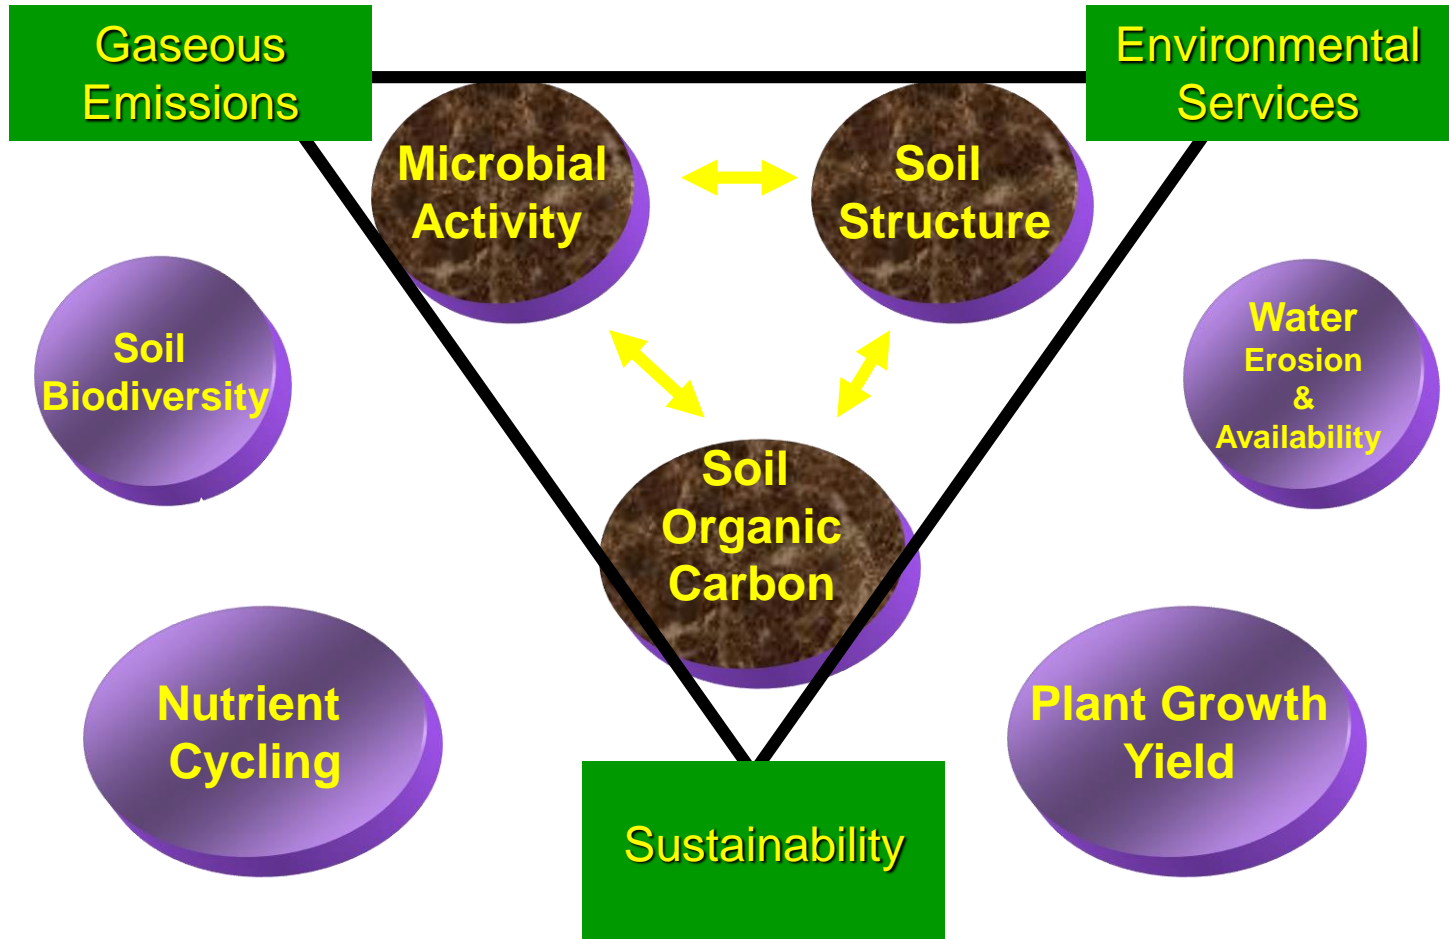 Gaseous
Emissions
Environmental
Services
Microbial
Activity
Soil
Structure
Soil
Biodiversity
Water
Erosion
&
Availability
Soil
Organic
Carbon
Nutrient
Cycling
Plant Growth
Yield
Sustainability